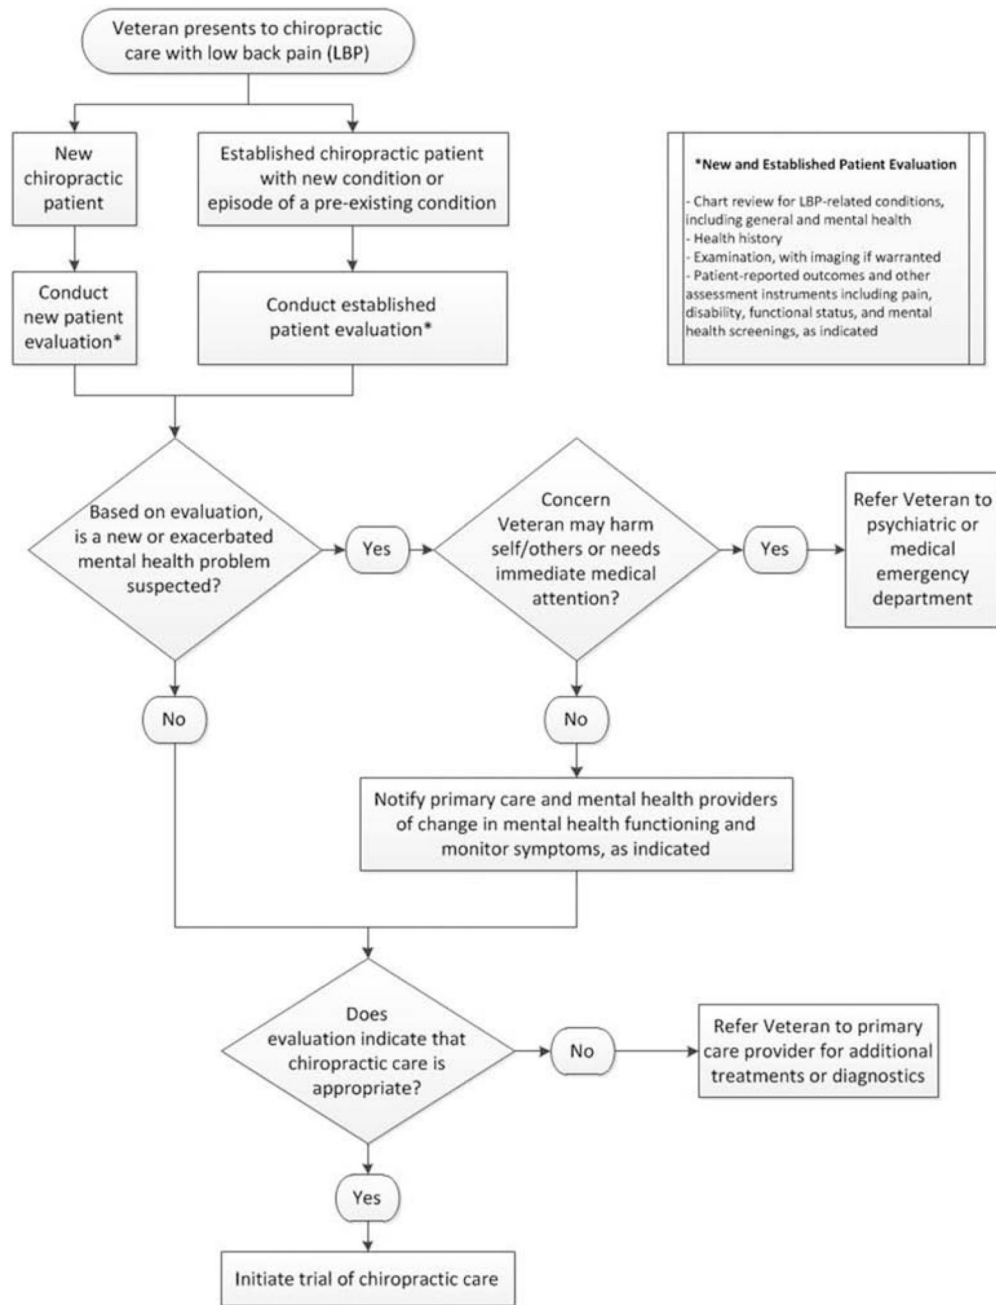 Veteran presents to chiropractic
care with low back pain (LBP)
New
chiropractic
patient
Established chiropractic patient
with new condition or
episode of a pre-existing condition
*New and Established Patient Evaluation
- Chart review for LBP-related conditions,
including general and mental health
- Health history
- Examination, with imaging if warranted
- Patient-reported outcomes and other
assessment instruments including pain,
disability, functional status, and mental
health screenings, as indicated
Conduct
new patient
evaluation*
Conduct established
patient evaluation*
Based on evaluation,
is a new or exacerbated
mental health problem
suspected?
Yes
Concern
Veteran may harm
self/others or needs
immediate medical
attention?
Yes
Refer Veteran to
psychiatric or
medical
emergency
department
No
No
Notify primary care and mental health providers
of change in mental health functioning and
monitor symptoms, as indicated
Does
evaluation indicate that
chiropractic care is
appropriate?
No
Refer Veteran to primary
care provider for additional
treatments or diagnostics
Yes
Initiate trial of chiropractic care